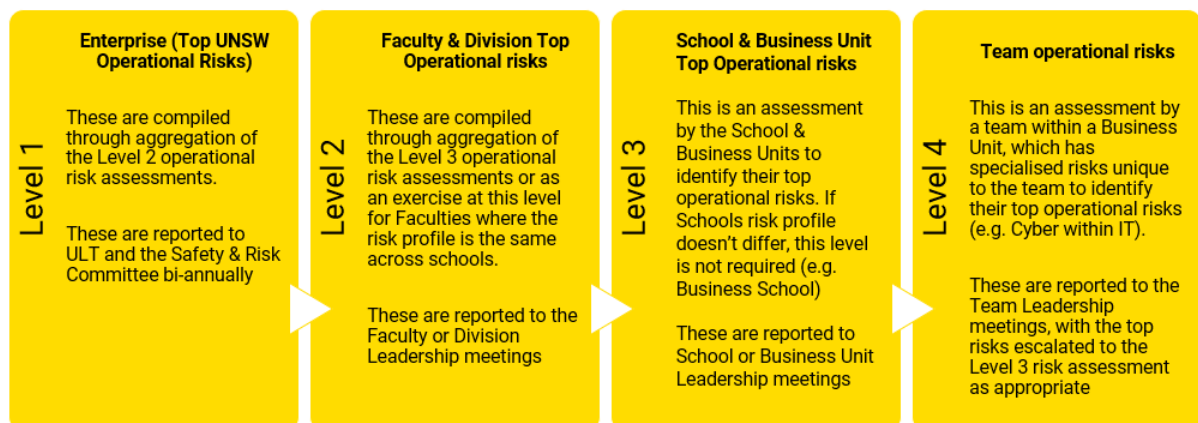 Level 1
Enterprise (Top UNSW
Operational Risks)
These are compiled
through aggregation of
the Level 2 operational
risk assessments.
These are reported to
ULT and the Safety & Risk
Committee bi-annually
Level 2
Faculty & Division Top
Operational risks
These are compiled
through aggregation of
the Level 3 operational
risk assessments or as
an exercise at this level
for Faculties where the
risk profile is the same
across schools.
These are reported to the
Faculty or Division
Leadership meetings
Level 3
School & Business Unit
Top Operational risks
This is an assessment
by the School &
Business Units to
identify their top
operational risks. If
Schools risk profile
doesn’t differ, this level
is not required (e.g.
Business School)
These are reported to
School or Business Unit
Leadership meetings
Level 4
Team operational risks
This is an assessment by
a team within a Business
Unit, which has
specialised risks unique
to the team to identify
their top operational risks
(e.g. Cyber within IT).
These are reported to the
Team Leadership
meetings, with the top
risks escalated to the
Level 3 risk assessment
as appropriate